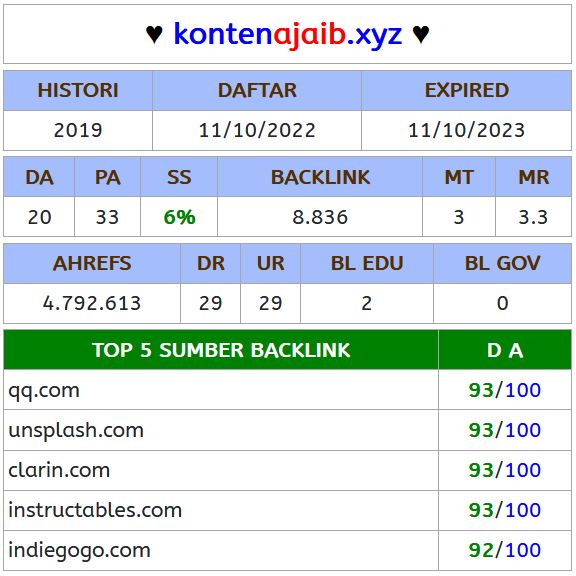 ♥ kontenajaib.xyz ♥
HISTORI DAFTAR EXPIRED
2019 11/10/2022 11/10/2023
DA PA SS BACKLINK MT MR
20 33 6% 8.836 3 3.3
AHREFS DR UR BL EDU BL GOV
4.792.613 29 29 2 0
TOP 5 SUMBER BACKLINK D A
qq.com 93/100
unsplash.com 93/100
clarin.com 93/100
instructables.com 93/100
indiegogo.com 92/100